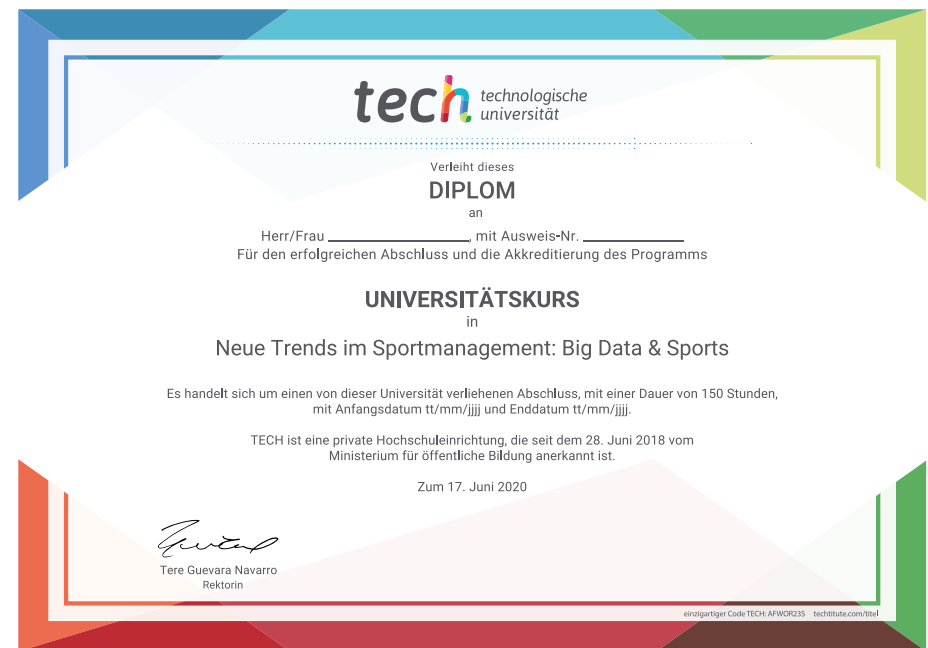 tech technologische
universität
Verleiht dieses
DIPLOM
an
Herr/Frau ____________________, mit Ausweis-Nr. ______________
Für den erfolgreichen Abschluss und die Akkreditierung des Programms
UNIVERSITÄTSKURS
in
Neue Trends im Sportmanagement: Big Data & Sports
Es handelt sich um einen von dieser Universität verliehenen Abschluss, mit einer Dauer von 150 Stunden,
mit Anfangsdatum tt/mm/jjjj und Enddatum tt/mm/jjjj.
TECH ist eine private Hochschuleinrichtung, die seit dem 28. Juni 2018 vom
Ministerium für öffentliche Bildung anerkannt ist.
Zum 17. Juni 2020
Tere Guevara Navarro
Rektorin
einzigartiger Code TECH: AFWOR23S techtitute.com/titel